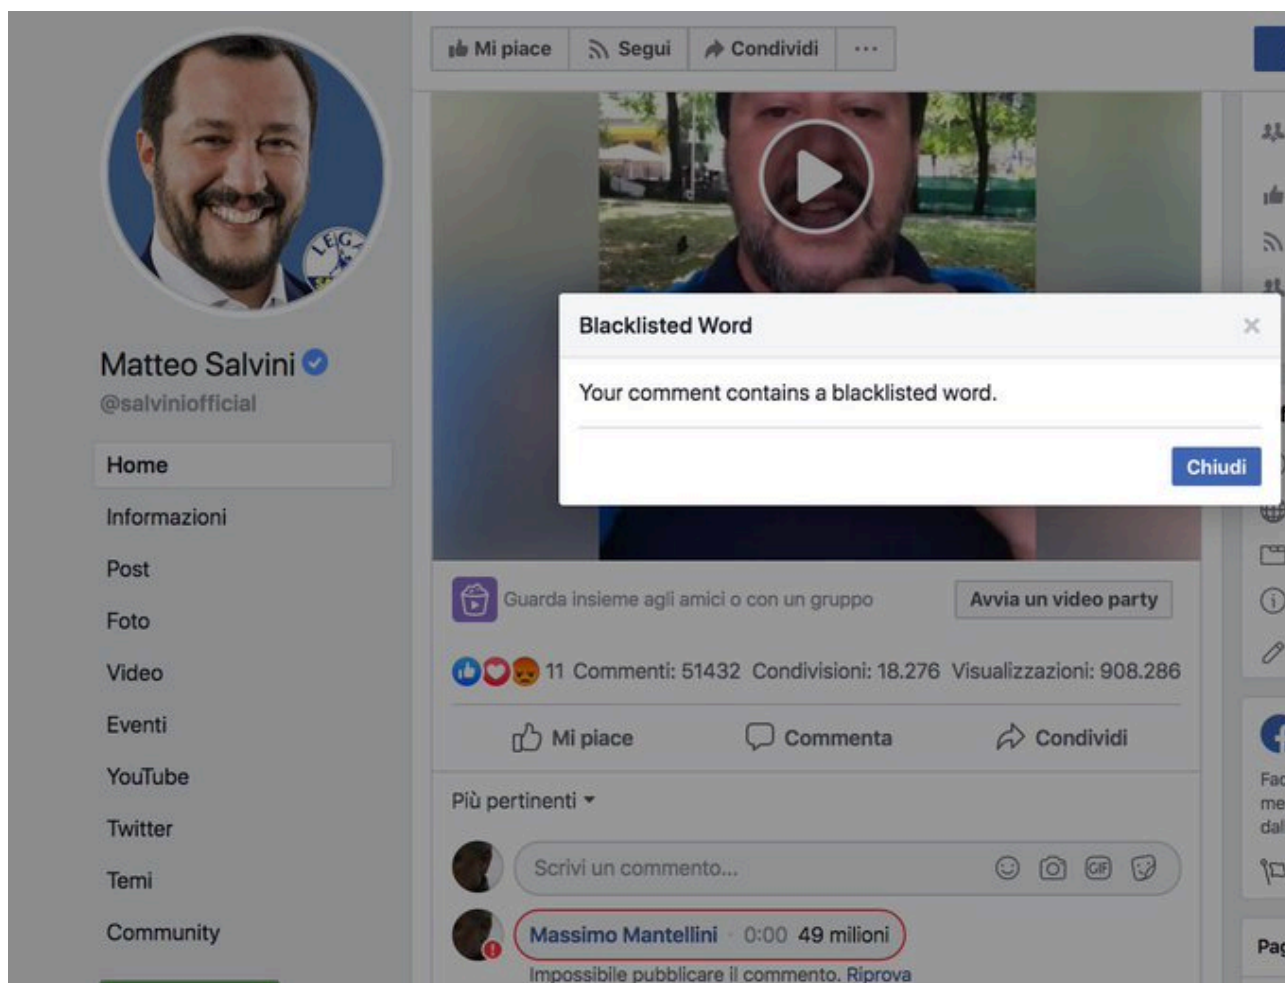 Mi piace
Segui
Condividi
LEGA
Matteo Salvini
@salviniofficial
Home
Informazioni
Post
Foto
Video
Eventi
YouTube
Twitter
Temi
Community
Blacklisted Word
Your comment contains a blacklisted word.
Chiudi
Guarda insieme agli amici o con un gruppo
Avvia un video party
11 Commenti: 51432 Condivisioni: 18.276 Visualizzazioni: 908.286
Mi piace Commenta Condividi
Più pertinenti
Scrivi un commento...
GIF
Massimo Mantellini · 0:00 49 milioni
Impossibile pubblicare il commento. Riprova